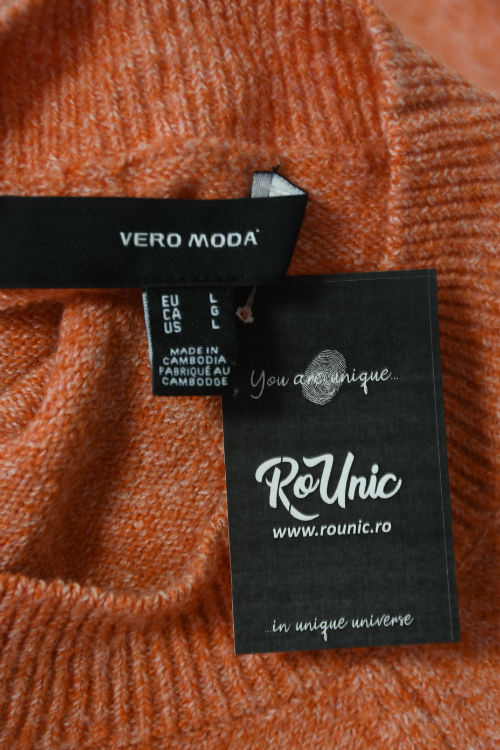 VERO MODA
EU L
CA G
US L
MADE IN
CAMBODIA
FABRIQUÉ AU
CAMBODGE
You are unique...
RoUnic
www.rounic.ro
...in unique universe